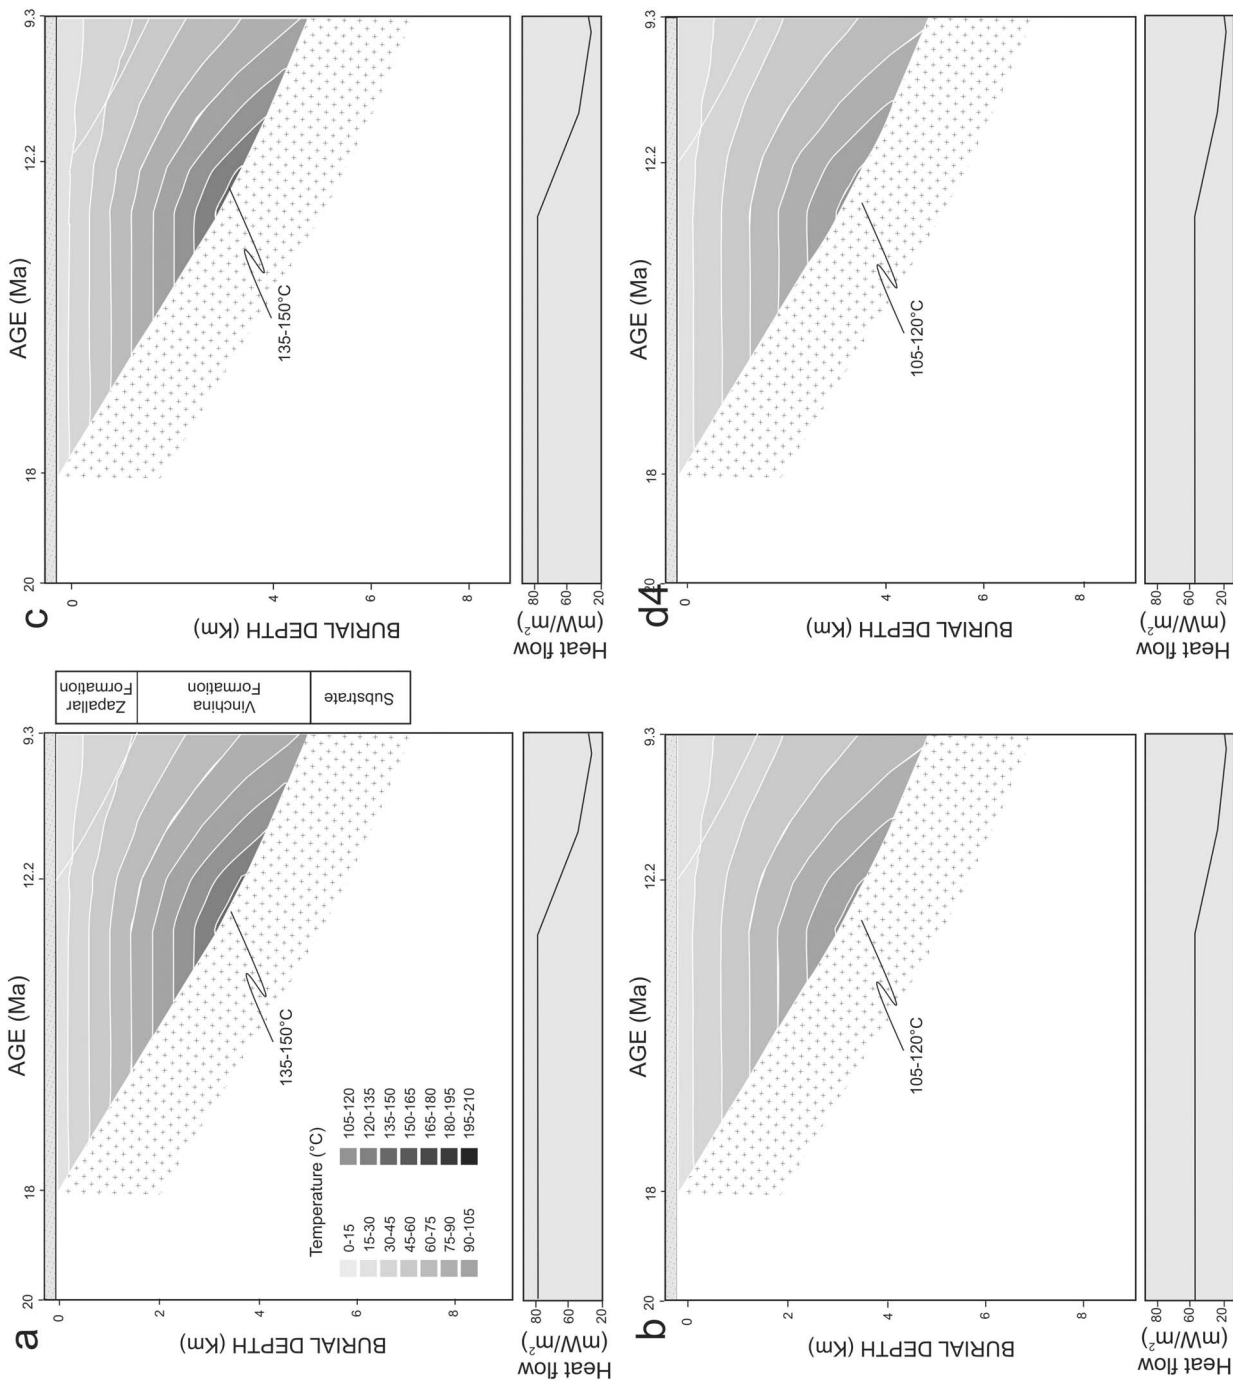 a
AGE (Ma)
20
18
12.2
9.3
BURIAL DEPTH (Km)
0
2
4
6
8
135-150°C
Temperature (°C)
0-15
15-30
30-45
45-60
60-75
75-90
90-105
105-120
120-135
135-150
150-165
165-180
180-195
195-210
Heat flow
(mW/m²)
80
60
20
Zapallar
Formation
Vinchina
Formation
Substrate
c
AGE (Ma)
20
18
12.2
9.3
BURIAL DEPTH (Km)
0
2
4
6
8
135-150°C
Heat flow
(mW/m²)
80
60
20
b
AGE (Ma)
20
18
12.2
9.3
BURIAL DEPTH (Km)
0
2
4
6
8
105-120°C
Heat flow
(mW/m²)
80
60
20
d4
AGE (Ma)
20
18
12.2
9.3
BURIAL DEPTH (Km)
0
2
4
6
8
105-120°C
Heat flow
(mW/m²)
80
60
20